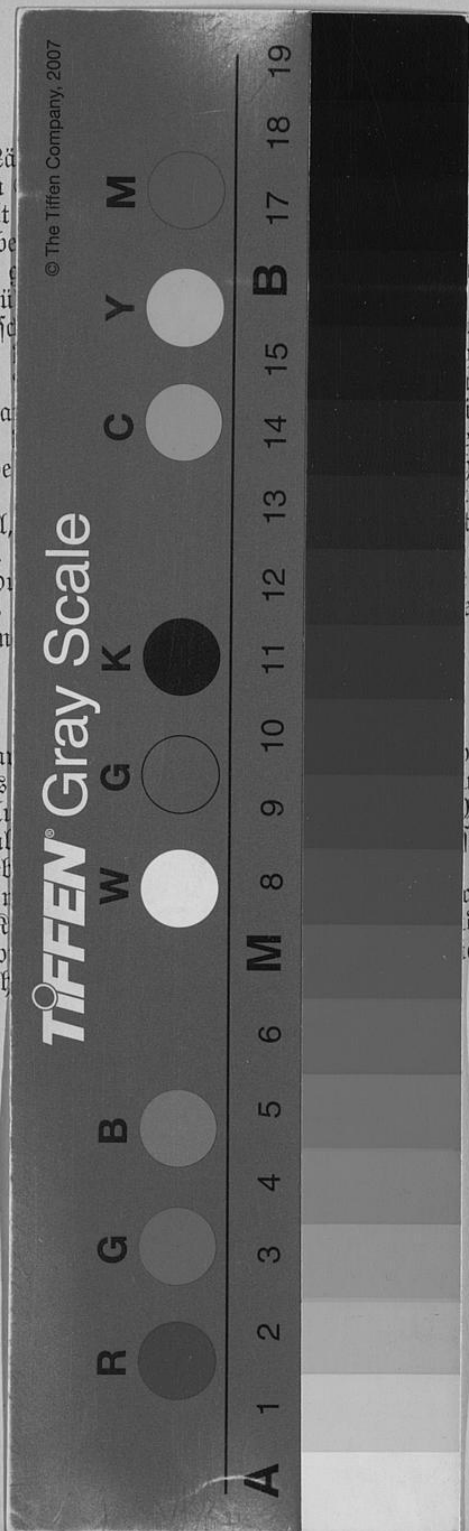 © The Tiffen Company, 2007
TIFFEN® Gray Scale
R G B W G K C Y M
A 1 2 3 4 5 6 M 8 9 10 11 12 13 14 15 B 17 18 19